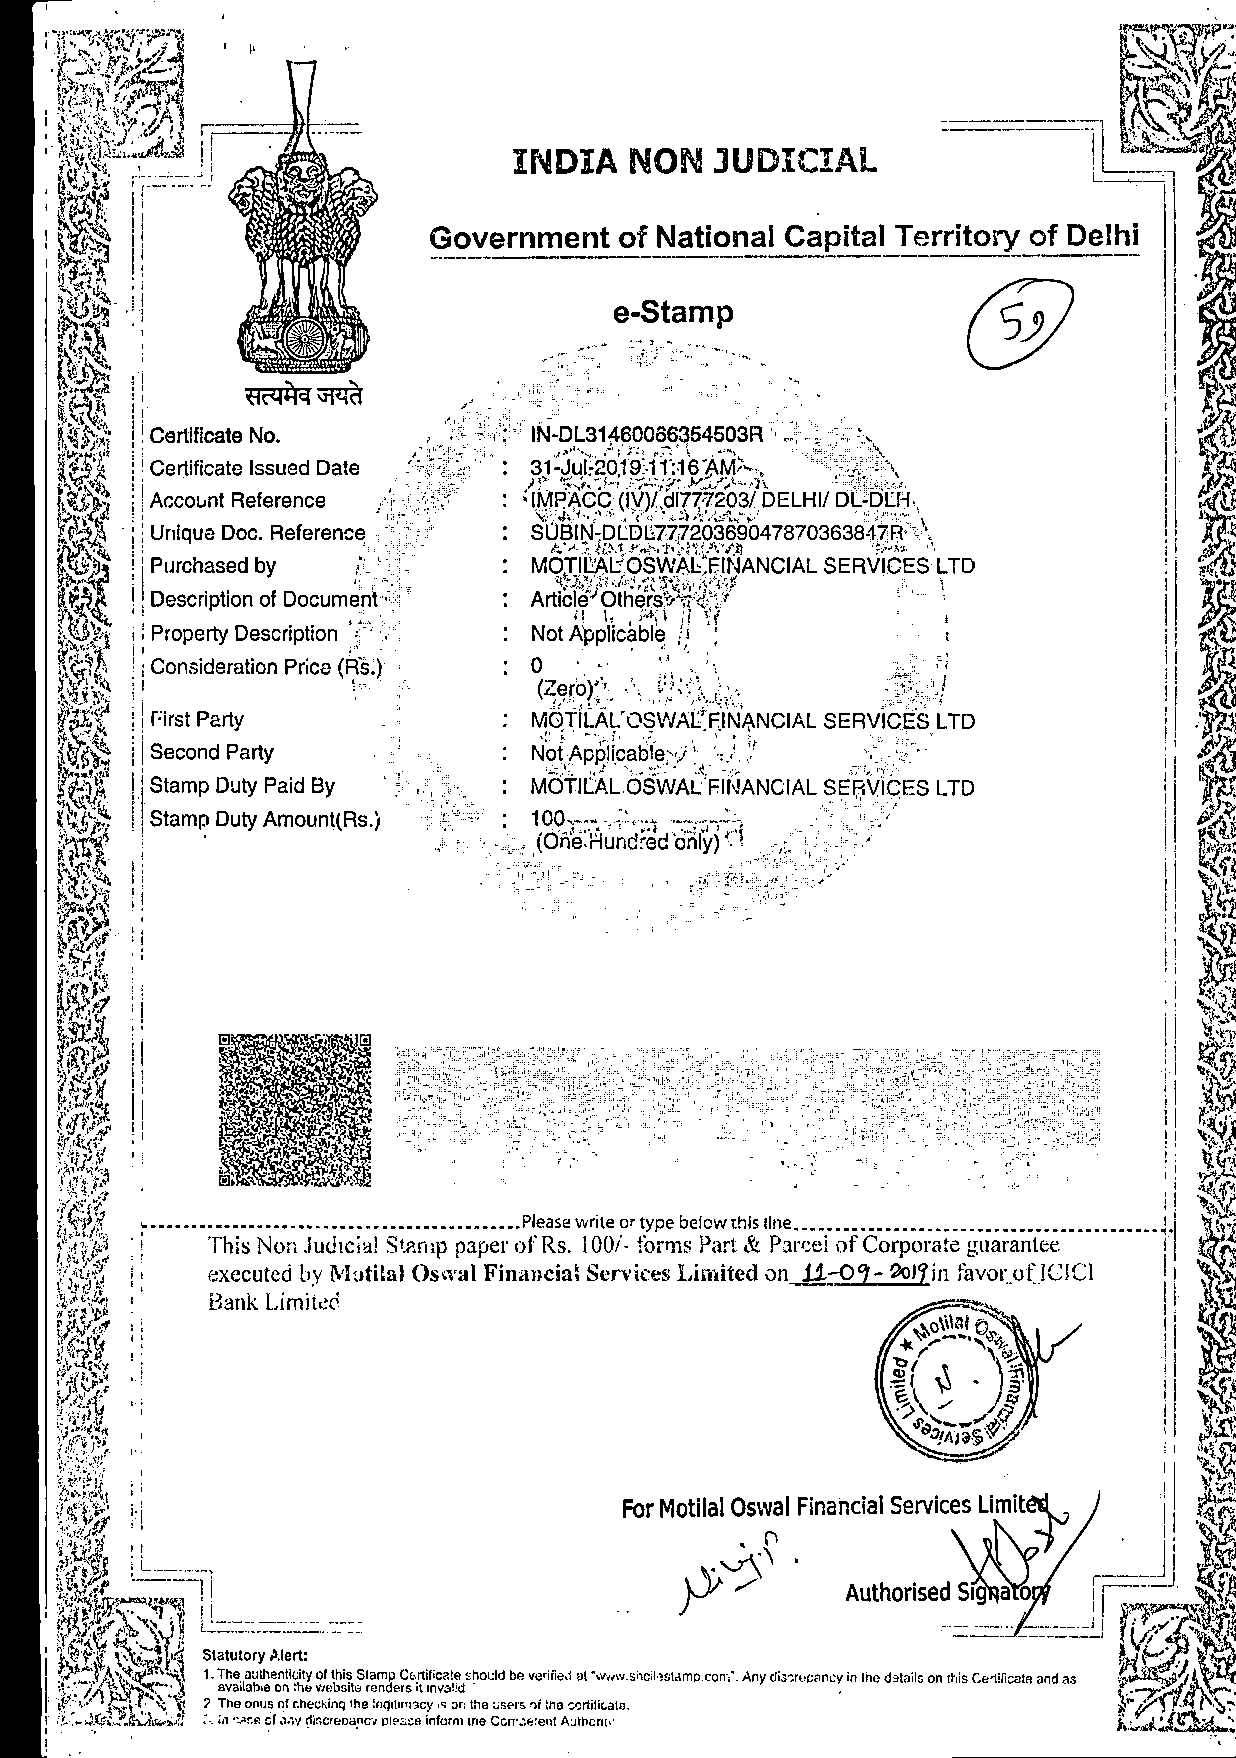 INDIA NON JUDICIAL
Government of National Capital Territory of Delhi
e-Stamp
59
सत्यमेव जयते
Certificate No. : IN-DL31460066354503R
Certificate Issued Date : 31-Jul-2019 11:16 AM
Account Reference : IMPACC (IV)/ dl777203/ DELHI/ DL-DLH
Unique Doc. Reference : SUBIN-DLDL77720369047870363847R
Purchased by : MOTILAL OSWAL FINANCIAL SERVICES LTD
Description of Document : Article Others
Property Description : Not Applicable
Consideration Price (Rs.) : 0
(Zero)
First Party : MOTILAL OSWAL FINANCIAL SERVICES LTD
Second Party : Not Applicable
Stamp Duty Paid By : MOTILAL OSWAL FINANCIAL SERVICES LTD
Stamp Duty Amount(Rs.) : 100
(One Hundred only)
Please write or type below this line
This Non Judicial Stamp paper of Rs. 100/- forms Part & Parcel of Corporate guarantee
executed by Motilal Oswal Financial Services Limited on 11-09-2019 in favor of ICICI
Bank Limited
Motilal Oswal Financial Services Limited ★
For Motilal Oswal Financial Services Limited
Authorised Signatory
Statutory Alert:
1. The authenticity of this Stamp Certificate should be verified at "www.shcilestamp.com". Any discrepancy in the details on this Certificate and as
available on the website renders it invalid
2 The onus of checking the legitimacy is on the users of the certificate.
3. In case of any discrepancy please inform the Competent Authority